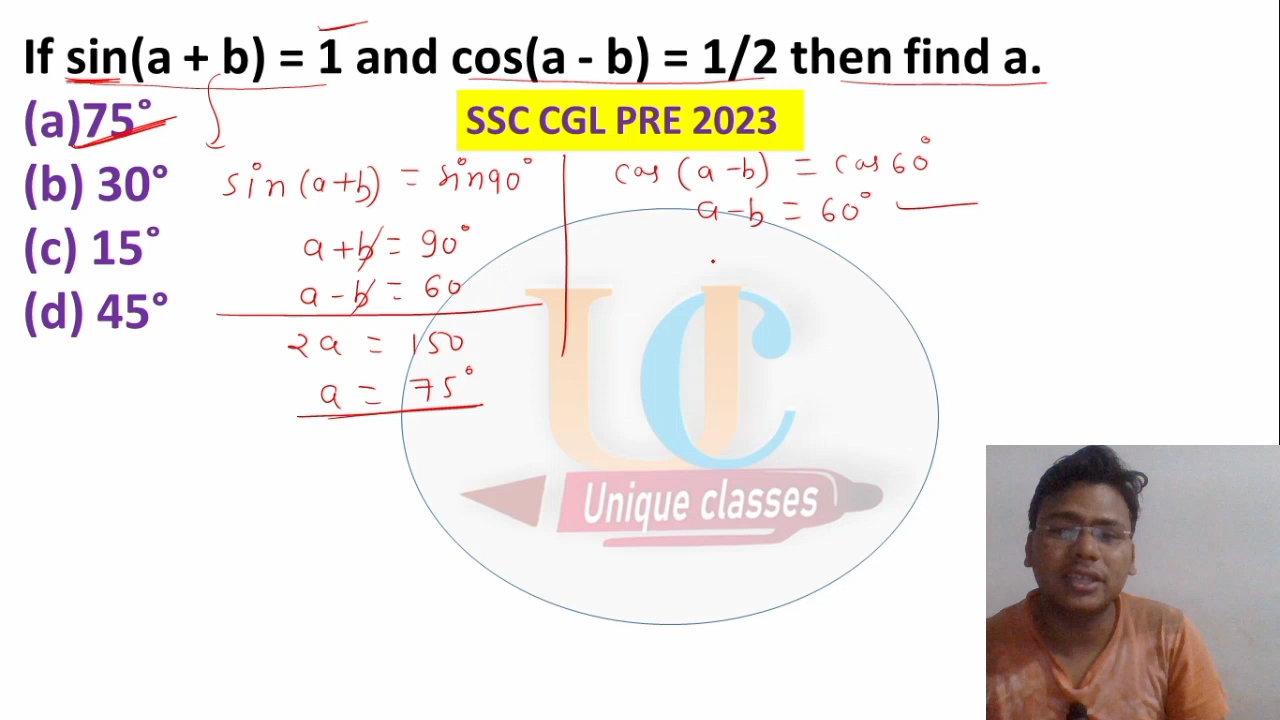 If sin(a + b) = 1 and cos(a - b) = 1/2 then find a.
(a)75°
SSC CGL PRE 2023
(b) 30°
(c) 15°
(d) 45°
sin(a+b) = sin90°
a+b = 90°
a-b = 60
2a = 150
a = 75°
cos(a-b) = cos60°
a-b = 60°
UC
Unique classes